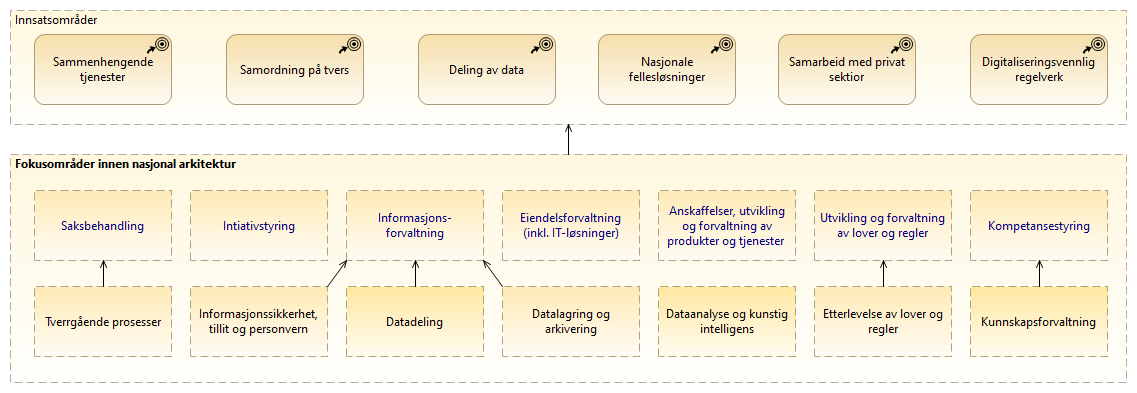 Innsatsområder
Sammenhengende
tjenester
Samordning på tvers
Deling av data
Nasjonale
fellesløsninger
Samarbeid med privat
sektior
Digitaliseringsvennlig
regelverk
Fokusområder innen nasjonal arkitektur
Saksbehandling
Intiativstyring
Informasjons-
forvaltning
Eiendelsforvaltning
(inkl. IT-løsninger)
Anskaffelser, utvikling
og forvaltning av
produkter og tjenester
Utvikling og forvaltning
av lover og regler
Kompetansestyring
Tverrgående prosesser
Informasjonssikkerhet,
tillit og personvern
Datadeling
Datalagring og
arkivering
Dataanalyse og kunstig
intelligens
Etterlevelse av lover og
regler
Kunnskapsforvaltning